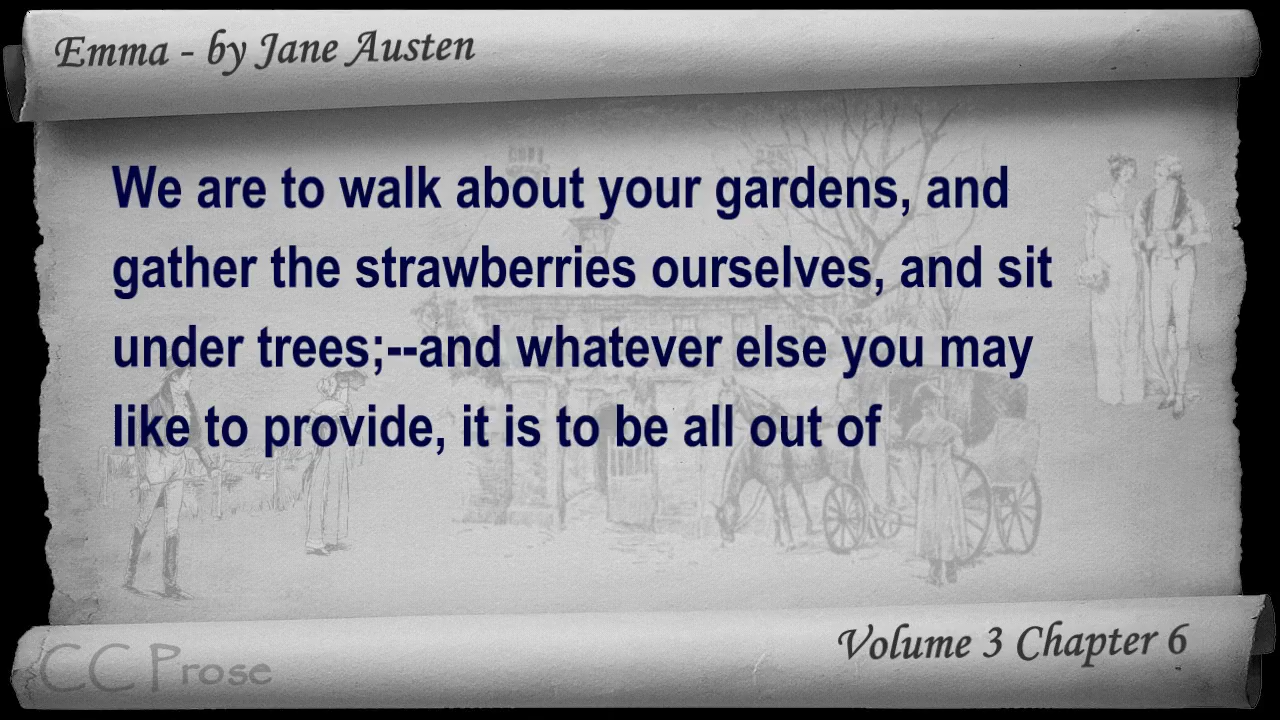 Emma - by Jane Austen
We are to walk about your gardens, and
gather the strawberries ourselves, and sit
under trees;--and whatever else you may
like to provide, it is to be all out of
Volume 3 Chapter 6
CC Prose